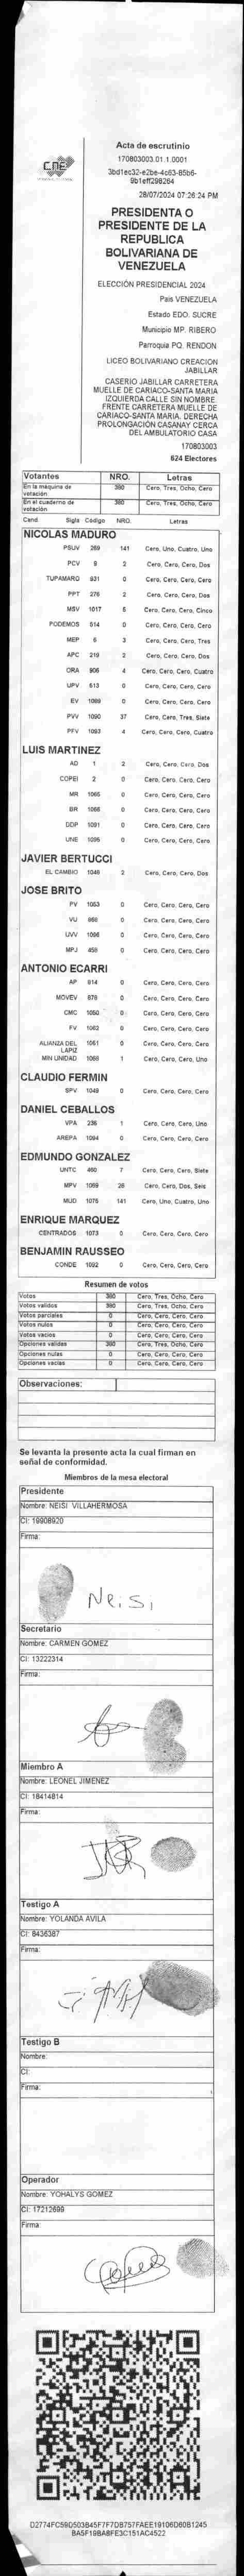 CNE
Acta de escrutinio
170803003.01.1.0001
3bd1ec32-e2be-4c63-85b6-
9b1eff298264
28/07/2024 07:26:24 PM
PRESIDENTA O
PRESIDENTE DE LA
REPUBLICA
BOLIVARIANA DE
VENEZUELA
ELECCIÓN PRESIDENCIAL 2024
País VENEZUELA
Estado EDO. SUCRE
Municipio MP. RIBERO
Parroquia PQ. RENDON
LICEO BOLIVARIANO CREACION
JABILLAR
CASERIO JABILLAR CARRETERA
MUELLE DE CARIACO-SANTA MARIA
IZQUIERDA CALLE SIN NOMBRE.
FRENTE CARRETERA MUELLE DE
CARIACO-SANTA MARIA. DERECHA
PROLONGACIÓN CASANAY CERCA
DEL AMBULATORIO CASA
170803003
624 Electores
Votantes NRO. Letras
En la máquina de votación 380 Cero, Tres, Ocho, Cero
En el cuaderno de votación 380 Cero, Tres, Ocho, Cero
Cand Sigla Código NRO. Letras
NICOLAS MADURO
PSUV 269 141 Cero, Uno, Cuatro, Uno
PCV 9 2 Cero, Cero, Cero, Dos
TUPAMARO 931 0 Cero, Cero, Cero, Cero
PPT 276 2 Cero, Cero, Cero, Dos
MSV 1017 5 Cero, Cero, Cero, Cinco
PODEMOS 514 0 Cero, Cero, Cero, Cero
MEP 6 3 Cero, Cero, Cero, Tres
APC 219 2 Cero, Cero, Cero, Dos
ORA 906 4 Cero, Cero, Cero, Cuatro
UPV 613 0 Cero, Cero, Cero, Cero
EV 1089 0 Cero, Cero, Cero, Cero
PVV 1090 37 Cero, Cero, Tres, Siete
PFV 1093 4 Cero, Cero, Cero, Cuatro
LUIS MARTINEZ
AD 1 2 Cero, Cero, Cero, Dos
COPEI 2 0 Cero, Cero, Cero, Cero
MR 1065 0 Cero, Cero, Cero, Cero
BR 1068 0 Cero, Cero, Cero, Cero
DDP 1091 0 Cero, Cero, Cero, Cero
UNE 1095 0 Cero, Cero, Cero, Cero
JAVIER BERTUCCI
EL CAMBIO 1046 2 Cero, Cero, Cero, Dos
JOSE BRITO
PV 1053 0 Cero, Cero, Cero, Cero
VU 868 0 Cero, Cero, Cero, Cero
UVV 1096 0 Cero, Cero, Cero, Cero
MPJ 459 0 Cero, Cero, Cero, Cero
ANTONIO ECARRI
AP 814 0 Cero, Cero, Cero, Cero
MOVEV 879 0 Cero, Cero, Cero, Cero
CMC 1050 0 Cero, Cero, Cero, Cero
FV 1062 0 Cero, Cero, Cero, Cero
ALIANZA DEL LAPIZ 1051 0 Cero, Cero, Cero, Cero
MIN UNIDAD 1088 1 Cero, Cero, Cero, Uno
CLAUDIO FERMIN
SPV 1049 0 Cero, Cero, Cero, Cero
DANIEL CEBALLOS
VPA 236 1 Cero, Cero, Cero, Uno
AREPA 1094 0 Cero, Cero, Cero, Cero
EDMUNDO GONZALEZ
UNTC 460 7 Cero, Cero, Cero, Siete
MPV 1069 26 Cero, Cero, Dos, Seis
MUD 1075 141 Cero, Uno, Cuatro, Uno
ENRIQUE MARQUEZ
CENTRADOS 1073 0 Cero, Cero, Cero, Cero
BENJAMIN RAUSSEO
CONDE 1092 0 Cero, Cero, Cero, Cero
Resumen de votos
Votos 380 Cero, Tres, Ocho, Cero
Votos validos 380 Cero, Tres, Ocho, Cero
Votos parciales 0 Cero, Cero, Cero, Cero
Votos nulos 0 Cero, Cero, Cero, Cero
Votos vacios 0 Cero, Cero, Cero, Cero
Opciones validas 380 Cero, Tres, Ocho, Cero
Opciones nulas 0 Cero, Cero, Cero, Cero
Opciones vacias 0 Cero, Cero, Cero, Cero
Observaciones:
Se levanta la presente acta la cual firman en
señal de conformidad.
Miembros de la mesa electoral
Presidente
Nombre: NEISI VILLAHERMOSA
CI: 19908920
Firma:
Neisi
Secretario
Nombre: CARMEN GOMEZ
CI: 13222314
Firma:
Miembro A
Nombre: LEONEL JIMENEZ
CI: 18414814
Firma:
Testigo A
Nombre: YOLANDA AVILA
CI: 8435387
Firma:
Testigo B
Nombre:
CI:
Firma:
Operador
Nombre: YOHALYS GOMEZ
CI: 17212699
Firma:
D2774FC59D503B45F7F7DB757FAEE19106D60B1245
BA5F19BABFE3C151AC4522